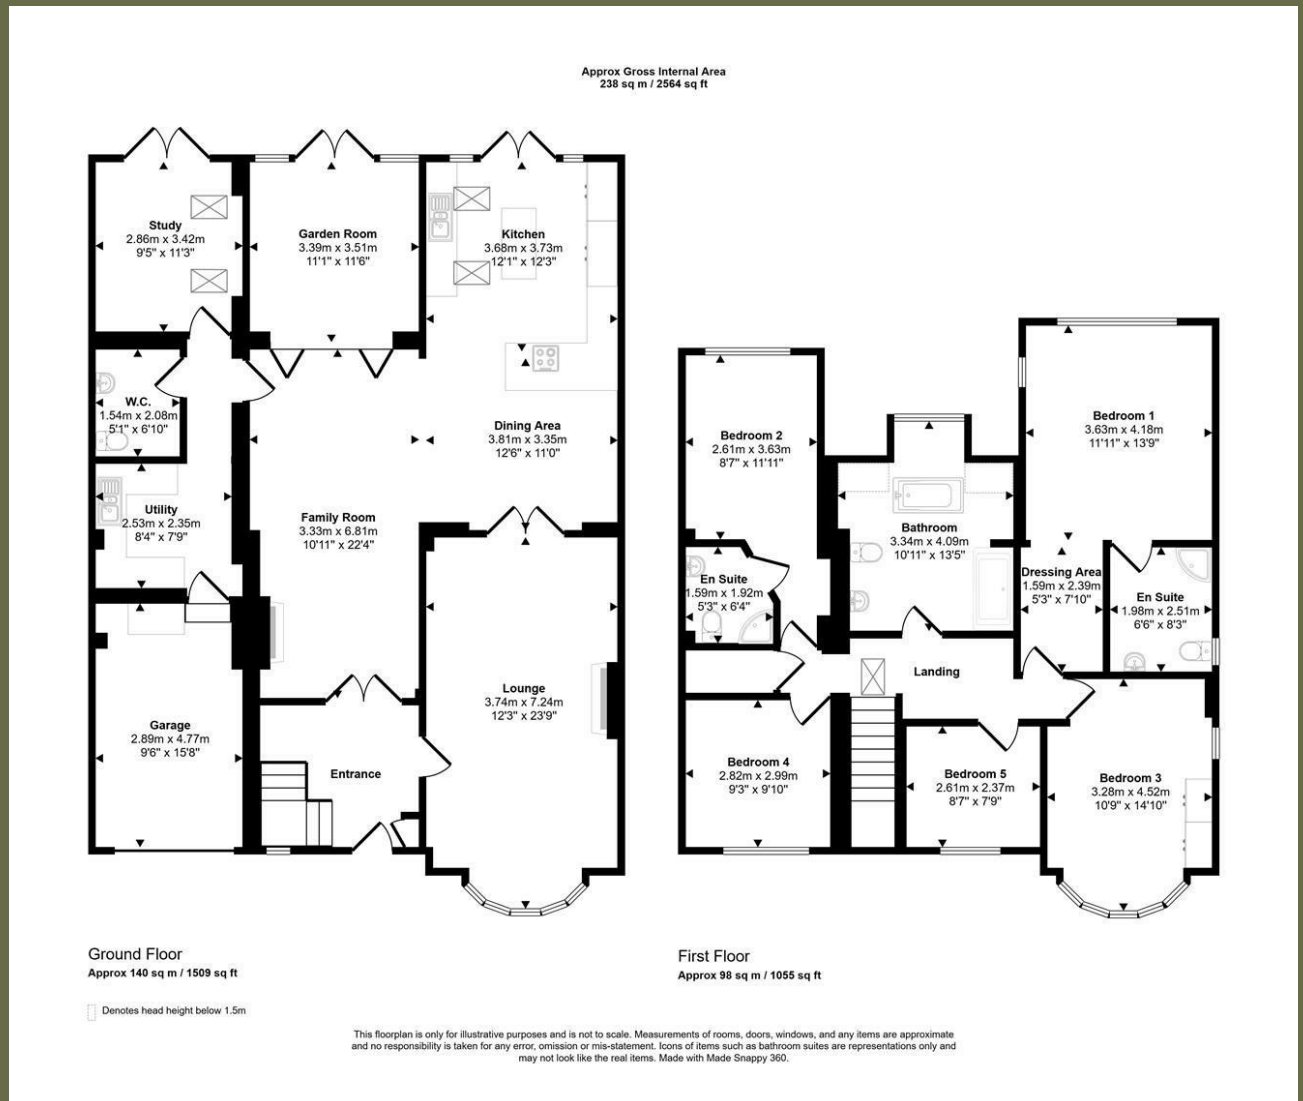 Approx Gross Internal Area
238 sq m / 2564 sq ft
Study
2.86m x 3.42m
9'5" x 11'3"
Garden Room
3.39m x 3.51m
11'1" x 11'6"
Kitchen
3.68m x 3.73m
12'1" x 12'3"
W.C.
1.54m x 2.08m
5'1" x 6'10"
Dining Area
3.81m x 3.35m
12'6" x 11'0"
Utility
2.53m x 2.35m
8'4" x 7'9"
Family Room
3.33m x 6.81m
10'11" x 22'4"
Lounge
3.74m x 7.24m
12'3" x 23'9"
Garage
2.89m x 4.77m
9'6" x 15'8"
Entrance
Ground Floor
Approx 140 sq m / 1509 sq ft
Denotes head height below 1.5m
Bedroom 1
3.63m x 4.18m
11'11" x 13'9"
Bedroom 2
2.61m x 3.63m
8'7" x 11'11"
Bathroom
3.34m x 4.09m
10'11" x 13'5"
En Suite
1.59m x 1.92m
5'3" x 6'4"
Dressing Area
1.59m x 2.39m
5'3" x 7'10"
En Suite
1.98m x 2.51m
6'6" x 8'3"
Landing
Bedroom 4
2.82m x 2.99m
9'3" x 9'10"
Bedroom 5
2.61m x 2.37m
8'7" x 7'9"
Bedroom 3
3.28m x 4.52m
10'9" x 14'10"
First Floor
Approx 98 sq m / 1055 sq ft
This floorplan is only for illustrative purposes and is not to scale. Measurements of rooms, doors, windows, and any items are approximate
and no responsibility is taken for any error, omission or mis-statement. Icons of items such as bathroom suites are representations only and
may not look like the real items. Made with Made Snappy 360.